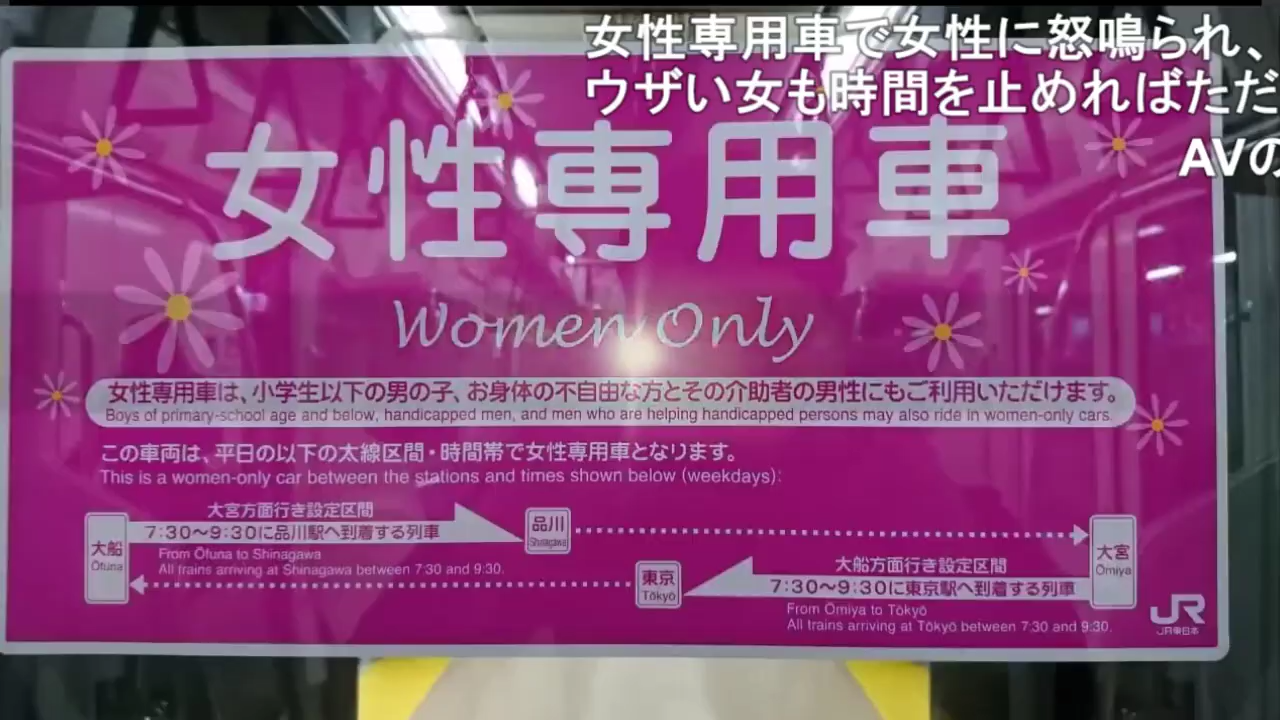 女性専用車で女性に怒鳴られ、
ウザい女も時間を止めればただ
AVの
女性専用車
Women Only
女性専用車は、小学生以下の男の子、お身体の不自由な方とその介助者の男性にもご利用いただけます。
Boys of primary-school age and below, handicapped men, and men who are helping handicapped persons may also ride in women-only cars.
この車両は、平日の以下の太線区間・時間帯で女性専用車となります。
This is a women-only car between the stations and times shown below (weekdays):
大宮方面行き設定区間
7:30～9:30に品川駅へ到着する列車
大船
Ōfuna
品川
Shinagawa
From Ōfuna to Shinagawa
All trains arriving at Shinagawa between 7:30 and 9:30.
大宮
Ōmiya
大船方面行き設定区間
東京
Tōkyō
7:30～9:30に東京駅へ到着する列車
From Ōmiya to Tōkyō
All trains arriving at Tōkyō between 7:30 and 9:30.
JR
JR東日本